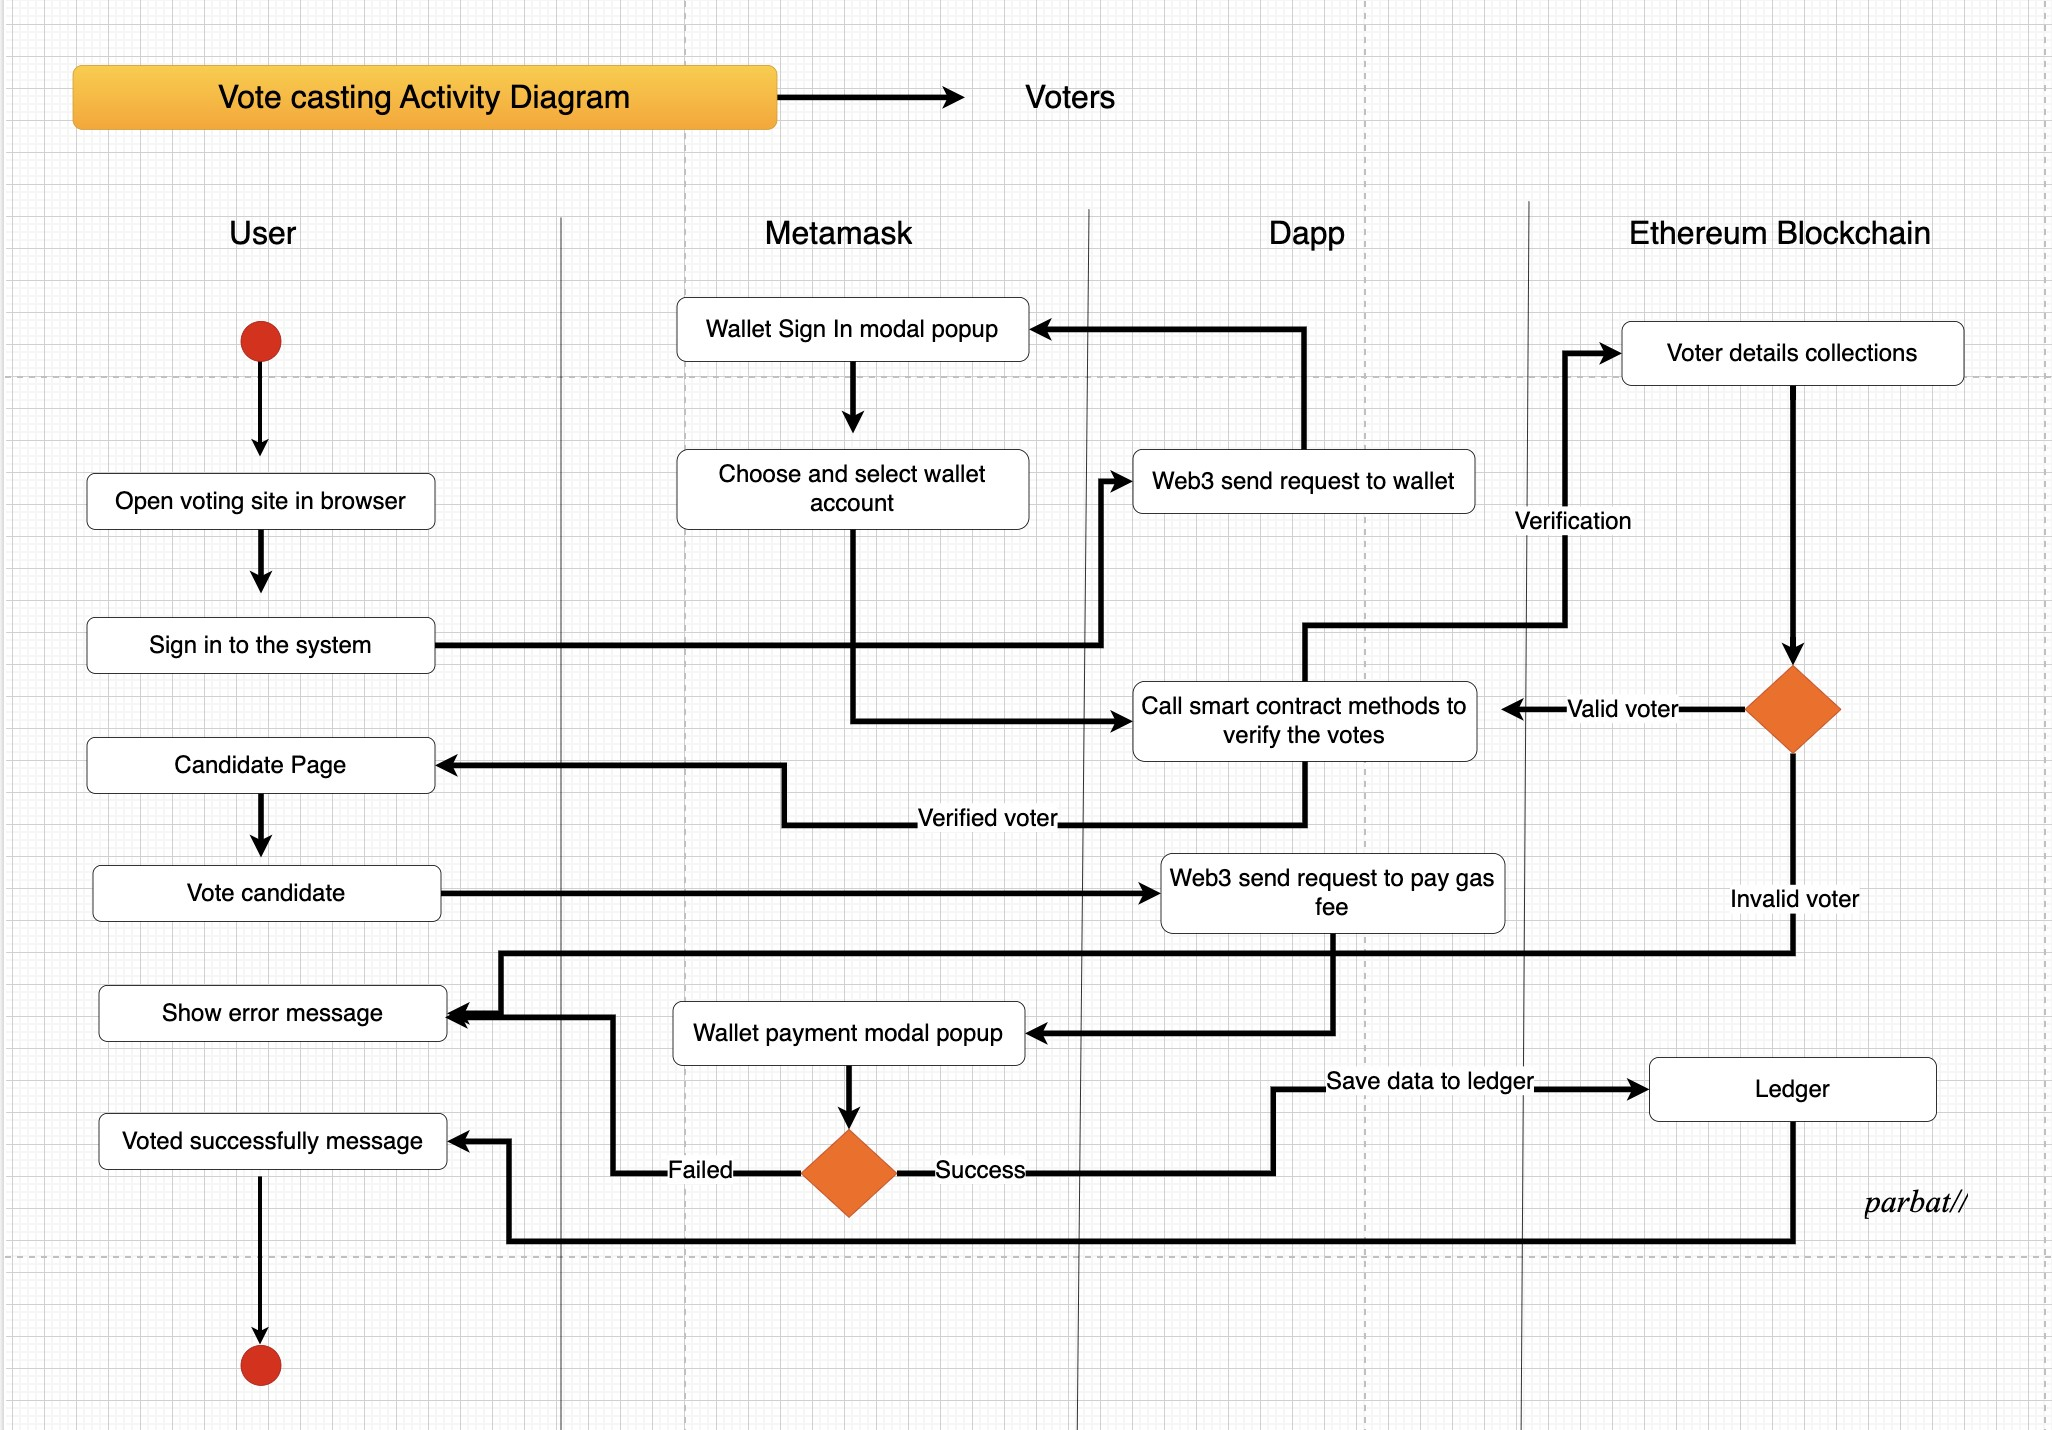 Vote casting Activity Diagram
Voters
User
Metamask
Dapp
Ethereum Blockchain
Wallet Sign In modal popup
Voter details collections
Choose and select wallet
account
Web3 send request to wallet
Open voting site in browser
Verification
Sign in to the system
Call smart contract methods to
verify the votes
Valid voter
Candidate Page
Verified voter
Vote candidate
Web3 send request to pay gas
fee
Invalid voter
Show error message
Wallet payment modal popup
Save data to ledger
Ledger
Voted successfully message
Failed
Success
parbat//